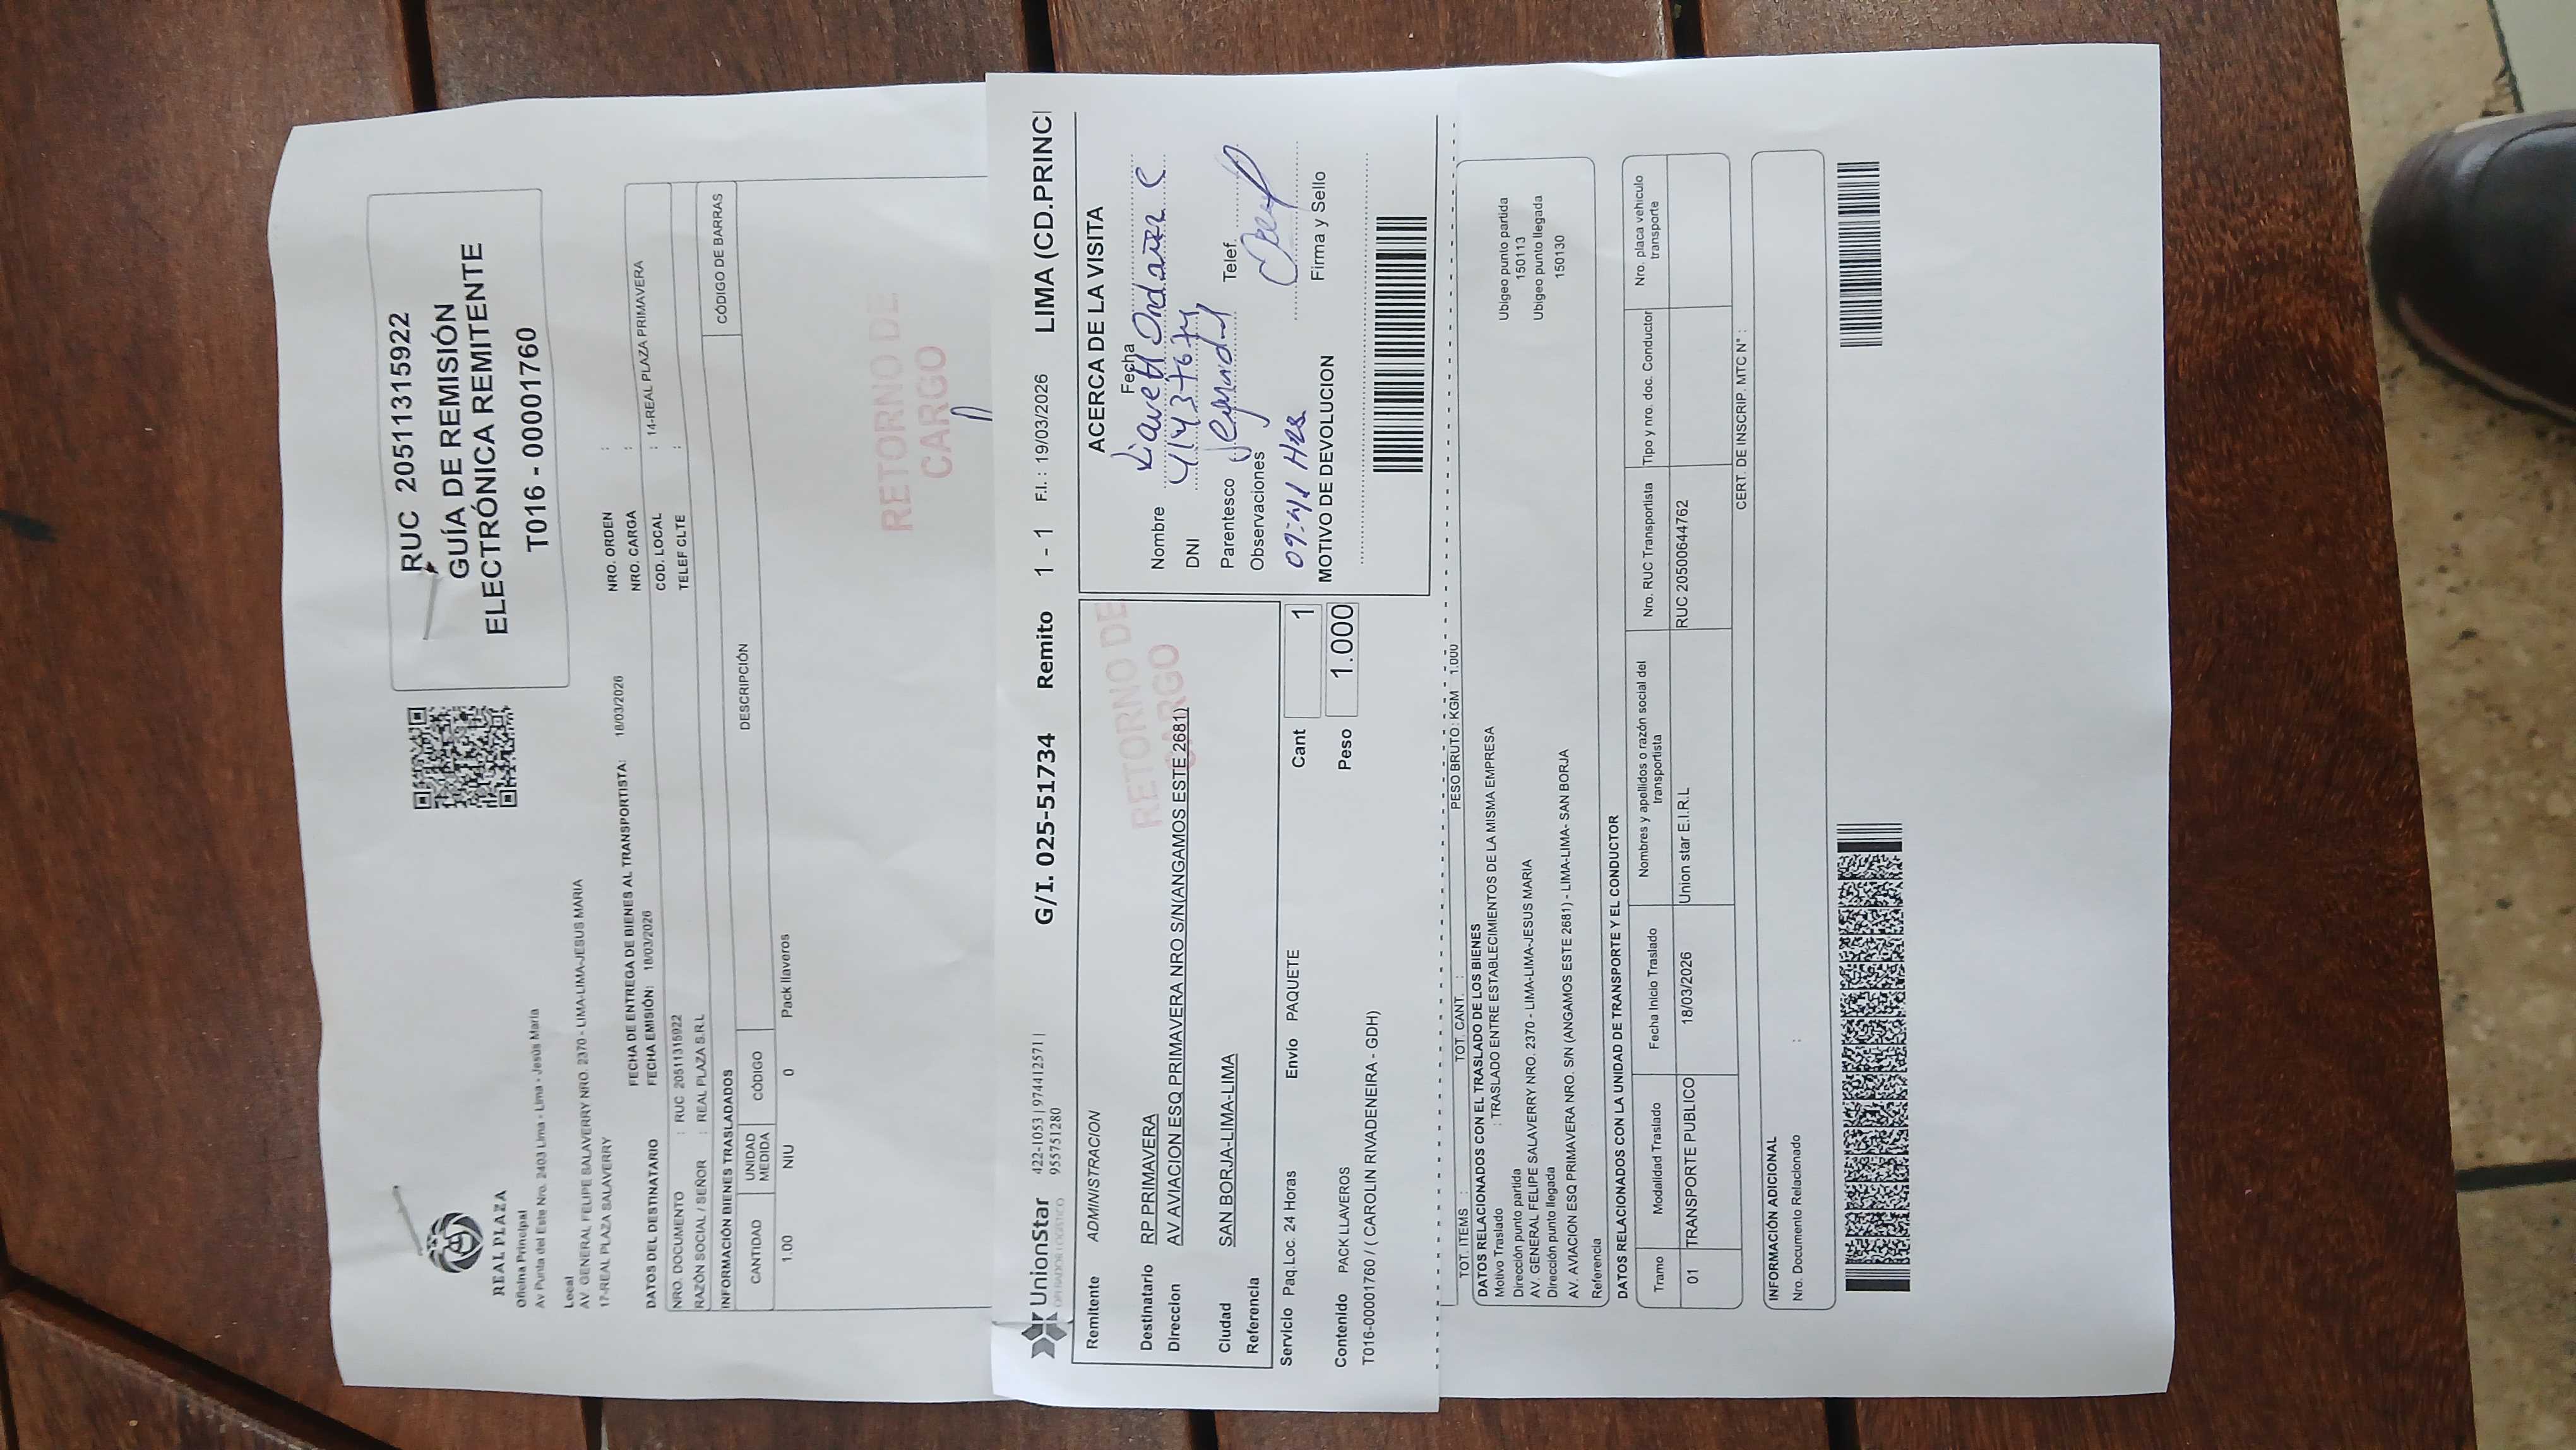 REAL PLAZA
Oficina Principal
Av Punta del Este Nro. 2403 Lima - Lima - Jesús María
Local
AV. GENERAL FELIPE SALAVERRY NRO. 2370 - LIMA-LIMA-JESUS MARIA
17-REAL PLAZA SALAVERRY
RUC 20511315922
GUÍA DE REMISIÓN
ELECTRÓNICA REMITENTE
T016 - 00001760
FECHA DE ENTREGA DE BIENES AL TRANSPORTISTA: 18/03/2026
FECHA EMISIÓN: 18/03/2026
NRO. ORDEN :
NRO. CARGA :
COD. LOCAL : 14-REAL PLAZA PRIMAVERA
TELEF CLTE :
DATOS DEL DESTINATARIO
NRO. DOCUMENTO : RUC 20511315922
RAZÓN SOCIAL / SEÑOR : REAL PLAZA S.R.L
INFORMACIÓN BIENES TRASLADADOS
CANTIDAD UNIDAD MEDIDA CÓDIGO DESCRIPCIÓN CÓDIGO DE BARRAS
1.00 NIU 0 Pack llaveros
RETORNO DE
CARGO
UnionStar 422-1053 | 974412571 |
OPERADOR LOGISTICO 955751280
G/I. 025-51734 Remito 1 - 1 F.I.: 19/03/2026 LIMA (CD.PRINCI
Remitente ADMINISTRACION
Destinatario RP PRIMAVERA
Direccion AV AVIACION ESQ PRIMAVERA NRO S/N(ANGAMOS ESTE 2681)
Ciudad SAN BORJA-LIMA-LIMA
Referencia
RETORNO DE
CARGO
Servicio Paq.Loc. 24 Horas Envío PAQUETE Cant 1
Peso 1.000
Contenido PACK LLAVEROS
T016-00001760 / ( CAROLIN RIVADENEIRA - GDH)
ACERCA DE LA VISITA
Fecha
Nombre
DNI
Parentesco Telef.
Observaciones
09:41 Hrs
MOTIVO DE DEVOLUCION Firma y Sello
TOT. ITEMS : TOT. CANT. : PESO BRUTO: KGM 1.000
DATOS RELACIONADOS CON EL TRASLADO DE LOS BIENES
Motivo Traslado : TRASLADO ENTRE ESTABLECIMIENTOS DE LA MISMA EMPRESA
Dirección punto partida Ubigeo punto partida
AV. GENERAL FELIPE SALAVERRY NRO. 2370 - LIMA-LIMA-JESUS MARIA 150113
Dirección punto llegada Ubigeo punto llegada
AV. AVIACION ESQ PRIMAVERA NRO. S/N (ANGAMOS ESTE 2681) - LIMA-LIMA- SAN BORJA 150130
Referencia
DATOS RELACIONADOS CON LA UNIDAD DE TRANSPORTE Y EL CONDUCTOR
Tramo Modalidad Traslado Fecha Inicio Traslado Nombres y apollidos o razón social del transportista Nro. RUC Transportista Tipo y nro. doc. Conductor Nro. placa vehiculo transporte
01 TRANSPORTE PUBLICO 18/03/2026 Union star E.I.R.L RUC 20500644762
CERT. DE INSCRIP. MTC N° :
INFORMACIÓN ADICIONAL
Nro. Documento Relacionado :